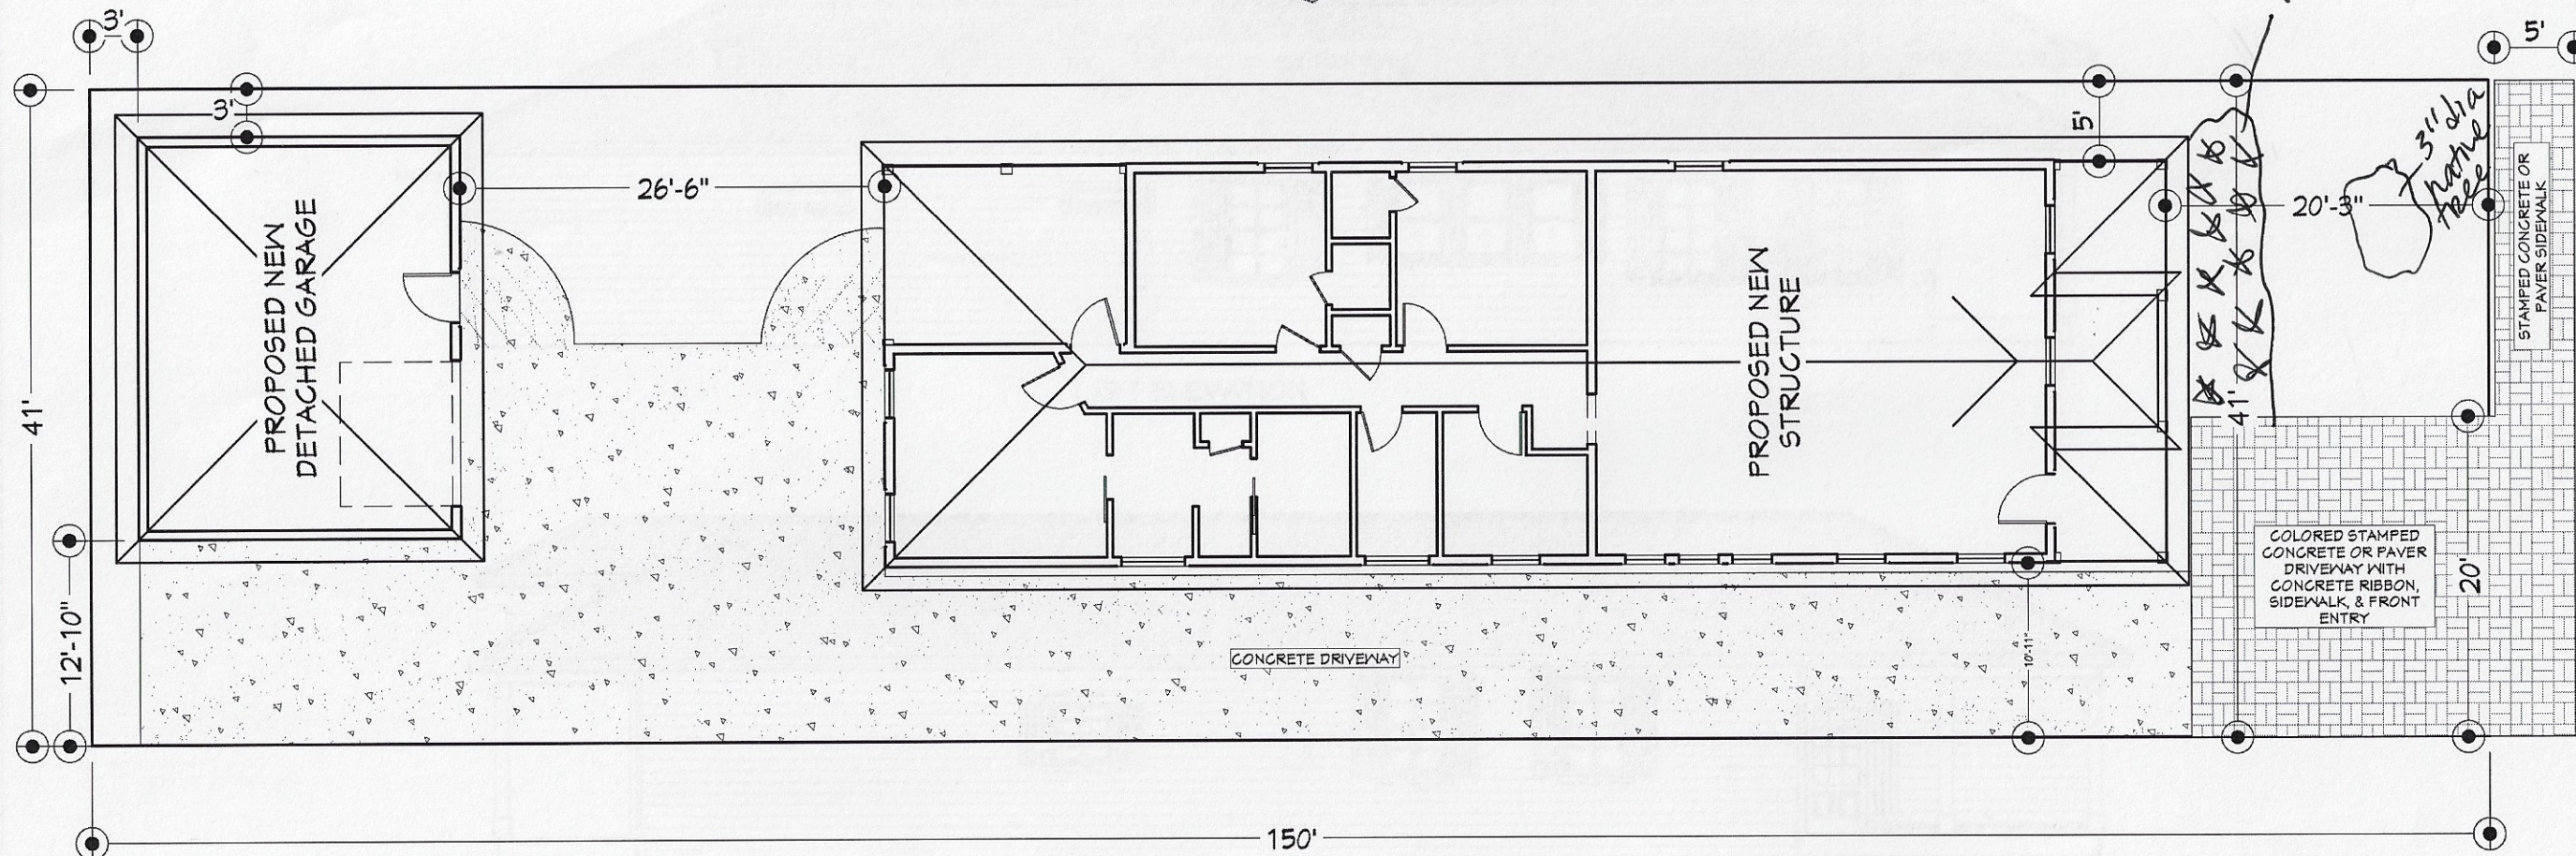 3'
5'
3'
5'
3" dia
native
tree
STAMPED CONCRETE OR
PAVER SIDEWALK
26'-6"
20'-3"
PROPOSED NEW
DETACHED GARAGE
PROPOSED NEW
STRUCTURE
41'
41'
COLORED STAMPED
CONCRETE OR PAVER
DRIVEWAY WITH
CONCRETE RIBBON,
SIDEWALK, & FRONT
ENTRY
20'
12'-10"
10'-11"
CONCRETE DRIVEWAY
150'